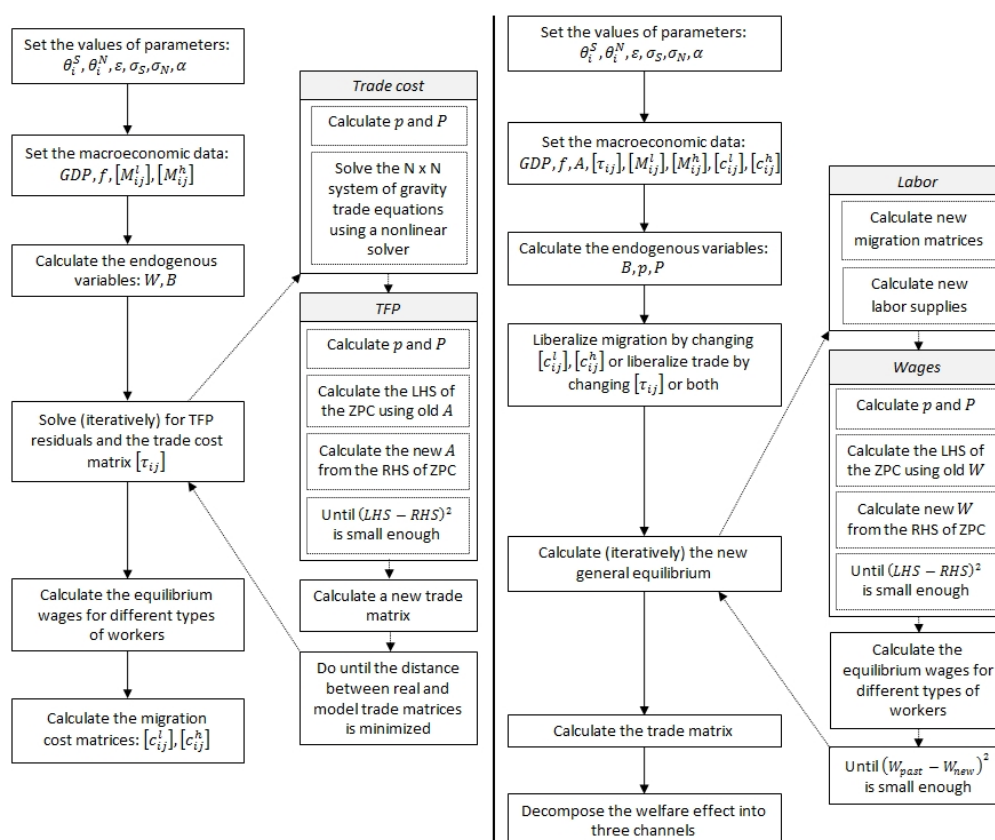 Set the values of parameters:
θ_i^S, θ_i^N, ε, σ_S, σ_N, α
Set the macroeconomic data:
GDP, f, [M_ij^l], [M_ij^h]
Calculate the endogenous
variables: W, B
Solve (iteratively) for TFP
residuals and the trade cost
matrix [τ_ij]
Calculate the equilibrium
wages for different types
of workers
Calculate the migration
cost matrices: [c_ij^l], [c_ij^h]
Trade cost
Calculate p and P
Solve the N x N
system of gravity
trade equations
using a nonlinear
solver
TFP
Calculate p and P
Calculate the LHS of
the ZPC using old A
Calculate the new A
from the RHS of ZPC
Until (LHS − RHS)^2
is small enough
Calculate a new trade
matrix
Do until the distance
between real and
model trade matrices
is minimized
Set the values of parameters:
θ_i^S, θ_i^N, ε, σ_S, σ_N, α
Set the macroeconomic data:
GDP, f, A, [τ_ij], [M_ij^l], [M_ij^h], [c_ij^l], [c_ij^h]
Calculate the endogenous variables:
B, p, P
Liberalize migration by changing
[c_ij^l], [c_ij^h] or liberalize trade by
changing [τ_ij] or both
Calculate (iteratively) the new
general equilibrium
Calculate the trade matrix
Decompose the welfare effect into
three channels
Labor
Calculate new
migration matrices
Calculate new
labor supplies
Wages
Calculate p and P
Calculate the LHS of
the ZPC using old W
Calculate new W
from the RHS of ZPC
Until (LHS − RHS)^2
is small enough
Calculate the
equilibrium wages for
different types of
workers
Until (W_past − W_new)^2
is small enough